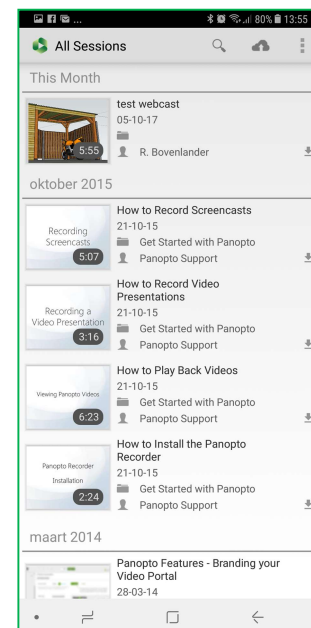 80% 13:55
All Sessions
This Month
test webcast
05-10-17
5:55
R. Bovenlander
oktober 2015
How to Record Screencasts
21-10-15
Recording
Screencasts
Get Started with Panopto
5:07
Panopto Support
How to Record Video
Presentations
21-10-15
Recording a
Video Presentation
Get Started with Panopto
3:16
Panopto Support
How to Play Back Videos
21-10-15
Viewing Panopto Videos
Get Started with Panopto
6:23
Panopto Support
How to Install the Panopto
Recorder
21-10-15
Panopto Recorder
Installation
Get Started with Panopto
2:24
Panopto Support
maart 2014
Panopto Features - Branding your
Video Portal
28-03-14